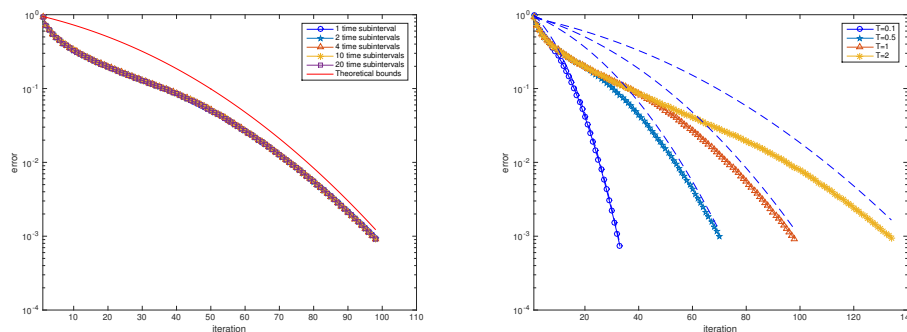 10^0
10^-1
10^-2
10^-3
10^-4
error
1 10 20 30 40 50 60 70 80 90 100 110
iteration
1 time subinterval
2 time subintervals
4 time subintervals
10 time subintervals
20 time subintervals
Theoretical bounds
10^0
10^-1
10^-2
10^-3
10^-4
error
1 20 40 60 80 100 120 140
iteration
T=0.1
T=0.5
T=1
T=2